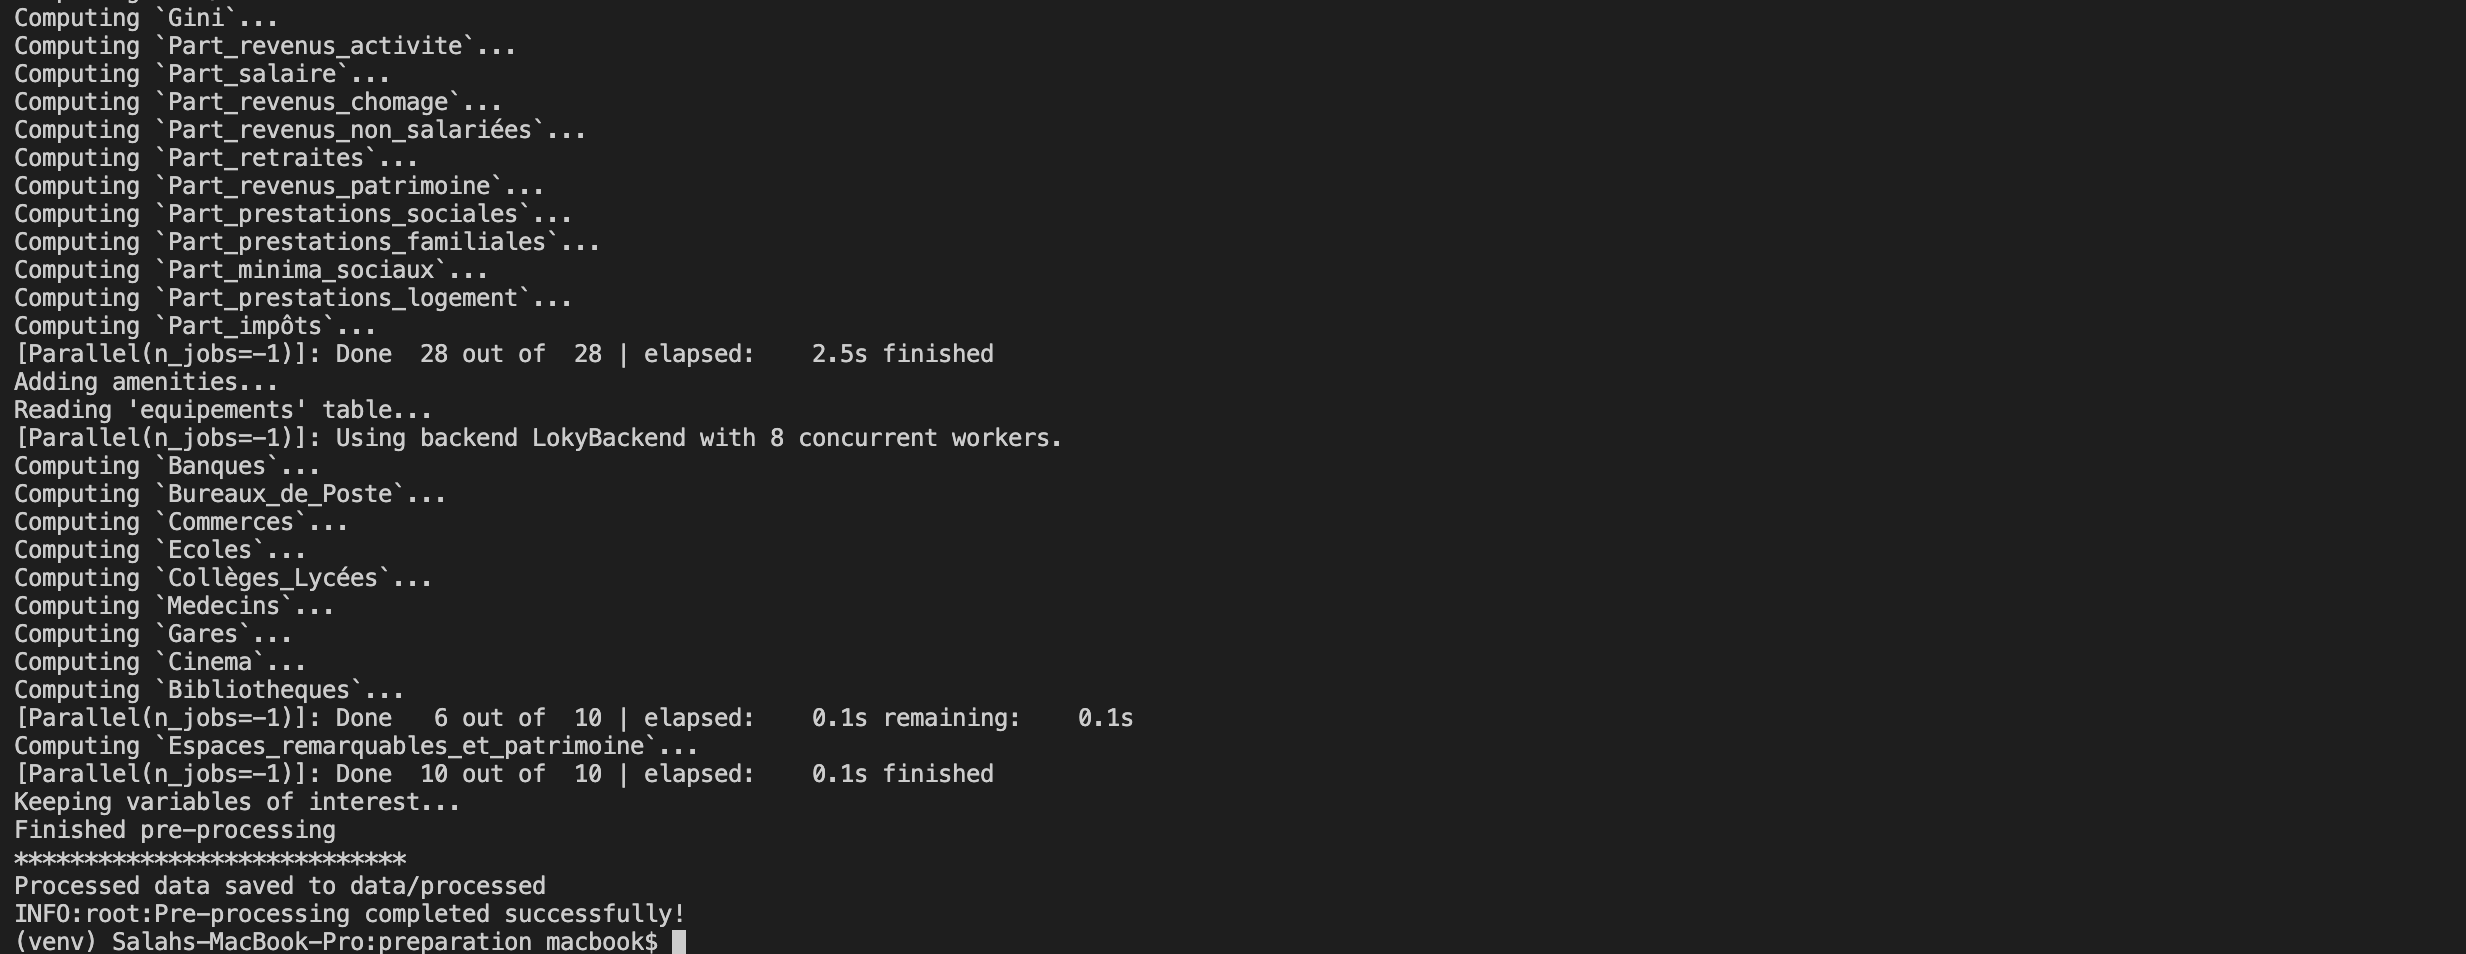 Computing `Gini`...
Computing `Part_revenus_activite`...
Computing `Part_salaire`...
Computing `Part_revenus_chomage`...
Computing `Part_revenus_non_salariées`...
Computing `Part_retraites`...
Computing `Part_revenus_patrimoine`...
Computing `Part_prestations_sociales`...
Computing `Part_prestations_familiales`...
Computing `Part_minima_sociaux`...
Computing `Part_prestations_logement`...
Computing `Part_impôts`...
[Parallel(n_jobs=-1)]: Done  28 out of  28 | elapsed:    2.5s finished
Adding amenities...
Reading 'equipements' table...
[Parallel(n_jobs=-1)]: Using backend LokyBackend with 8 concurrent workers.
Computing `Banques`...
Computing `Bureaux_de_Poste`...
Computing `Commerces`...
Computing `Ecoles`...
Computing `Collèges_Lycées`...
Computing `Medecins`...
Computing `Gares`...
Computing `Cinema`...
Computing `Bibliotheques`...
[Parallel(n_jobs=-1)]: Done   6 out of  10 | elapsed:    0.1s remaining:    0.1s
Computing `Espaces_remarquables_et_patrimoine`...
[Parallel(n_jobs=-1)]: Done  10 out of  10 | elapsed:    0.1s finished
Keeping variables of interest...
Finished pre-processing
****************************
Processed data saved to data/processed
INFO:root:Pre-processing completed successfully!
(venv) Salahs-MacBook-Pro:preparation macbook$